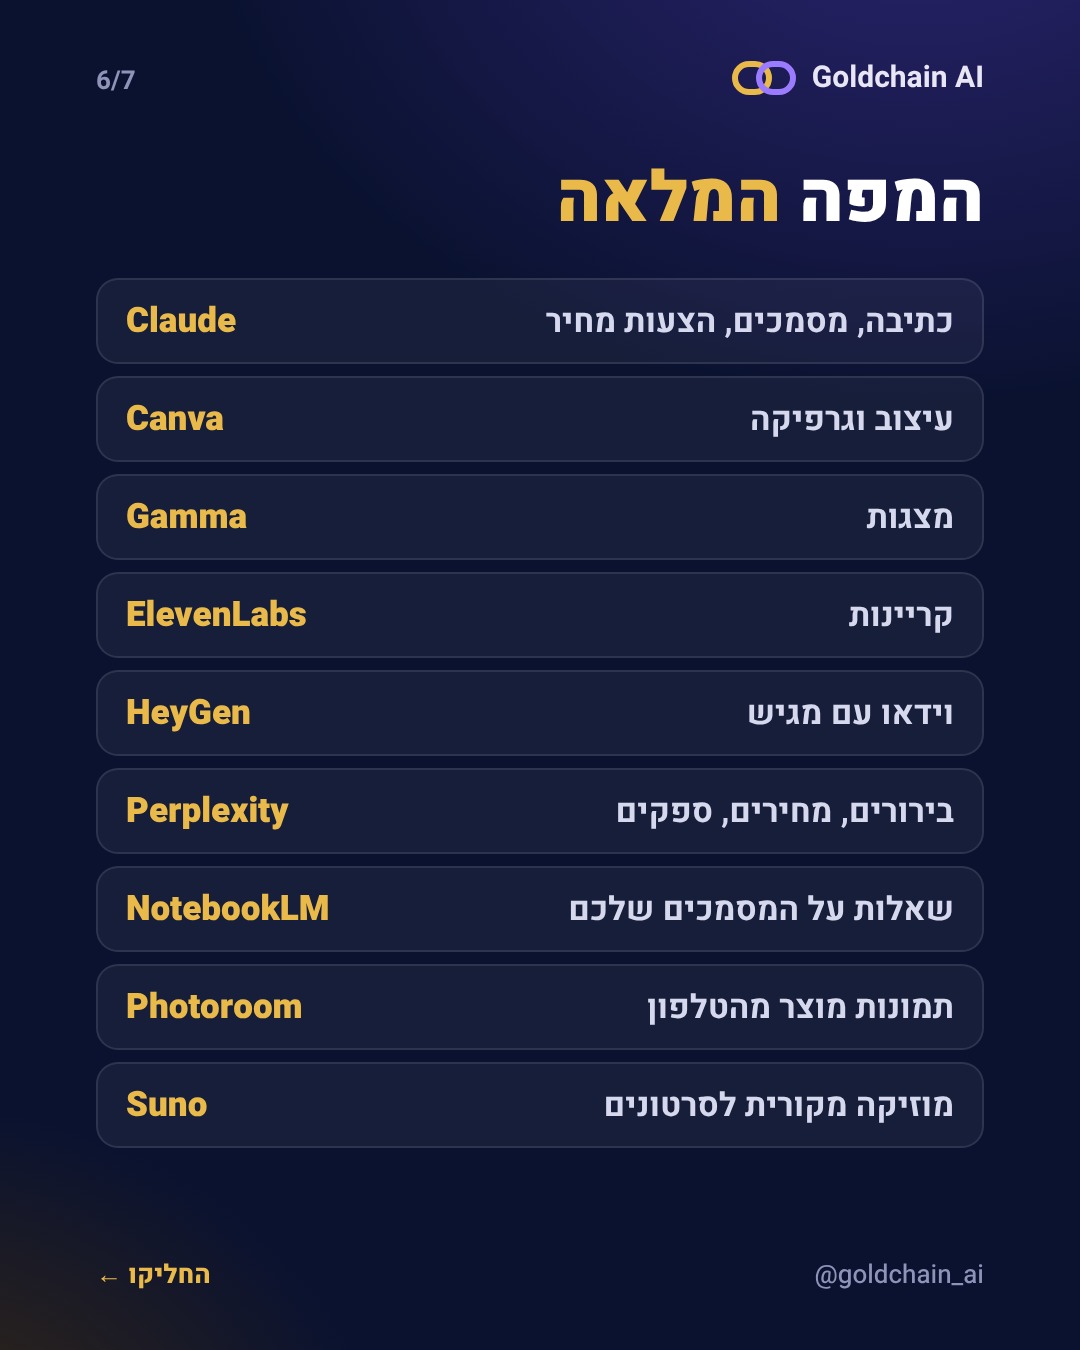 Goldchain AI
6/7
המפה המלאה
כתיבה, מסמכים, הצעות מחיר Claude
עיצוב וגרפיקה Canva
מצגות Gamma
קריינות ElevenLabs
וידאו עם מגיש HeyGen
בירורים, מחירים, ספקים Perplexity
שאלות על המסמכים שלכם NotebookLM
תמונות מוצר מהטלפון Photoroom
מוזיקה מקורית לסרטונים Suno
@goldchain_ai
החליקו ←